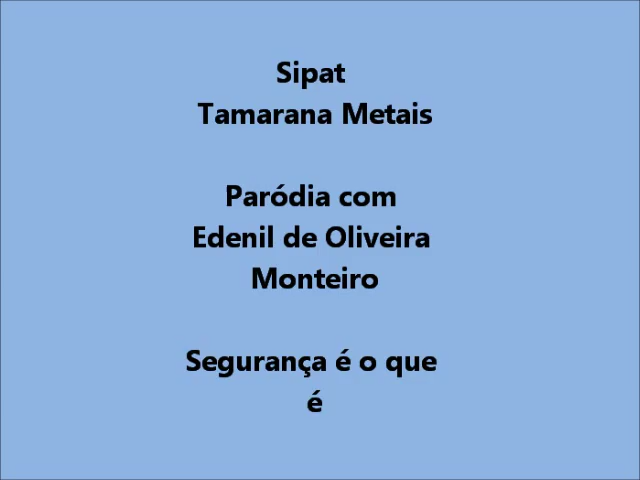 Sipat
Tamarana Metais
Paródia com
Edenil de Oliveira
Monteiro
Segurança é o que
é